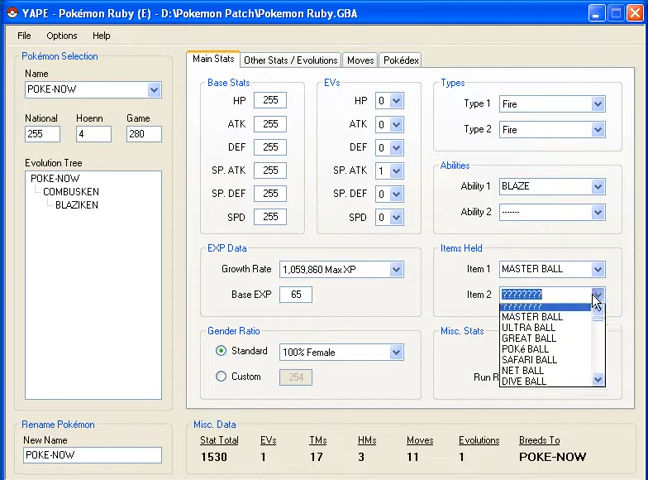 YAPE - Pokémon Ruby (E) - D:\Pokemon Patch\Pokemon Ruby.GBA
File Options Help
Pokémon Selection
Name
POKE-NOW
National Hoenn Game
255 4 280
Evolution Tree
POKE-NOW
COMBUSKEN
BLAZIKEN
Rename Pokémon
New Name
POKE-NOW
Main Stats Other Stats / Evolutions Moves Pokédex
Base Stats
HP 255
ATK 255
DEF 255
SP. ATK 255
SP. DEF 255
SPD 255
EVs
HP 0
ATK 0
DEF 0
SP. ATK 1
SP. DEF 0
SPD 0
Types
Type 1 Fire
Type 2 Fire
Abilities
Ability 1 BLAZE
Ability 2 ------
EXP Data
Growth Rate 1,059,860 Max XP
Base EXP 65
Items Held
Item 1 MASTER BALL
Item 2 ????????
????????
MASTER BALL
ULTRA BALL
GREAT BALL
POKé BALL
SAFARI BALL
NET BALL
DIVE BALL
Gender Ratio
Standard 100% Female
Custom 254
Misc. Stats
Run R
Misc. Data
Stat Total EVs TMs HMs Moves Evolutions Breeds To
1530 1 17 3 11 1 POKE-NOW